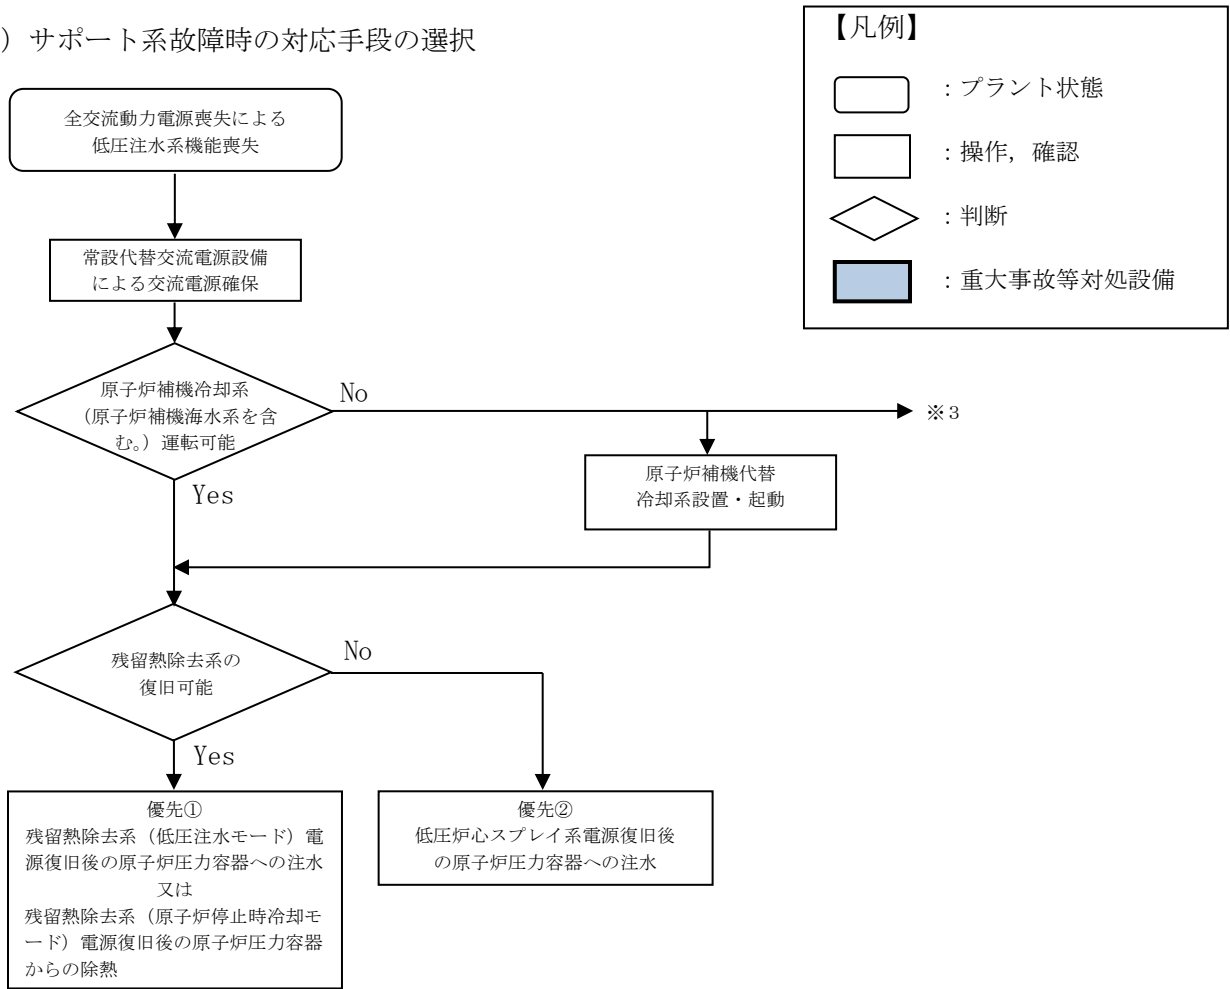 ）サポート系故障時の対応手段の選択
【凡例】
：プラント状態
：操作，確認
：判断
：重大事故等対処設備
全交流動力電源喪失による
低圧注水系機能喪失
常設代替交流電源設備
による交流電源確保
原子炉補機冷却系
（原子炉補機海水系を含
む。）運転可能
No
※3
Yes
原子炉補機代替
冷却系設置・起動
残留熱除去系の
復旧可能
No
Yes
優先①
残留熱除去系（低圧注水モード）電
源復旧後の原子炉圧力容器への注水
又は
残留熱除去系（原子炉停止時冷却モ
ード）電源復旧後の原子炉圧力容器
からの除熱
優先②
低圧炉心スプレイ系電源復旧後
の原子炉圧力容器への注水